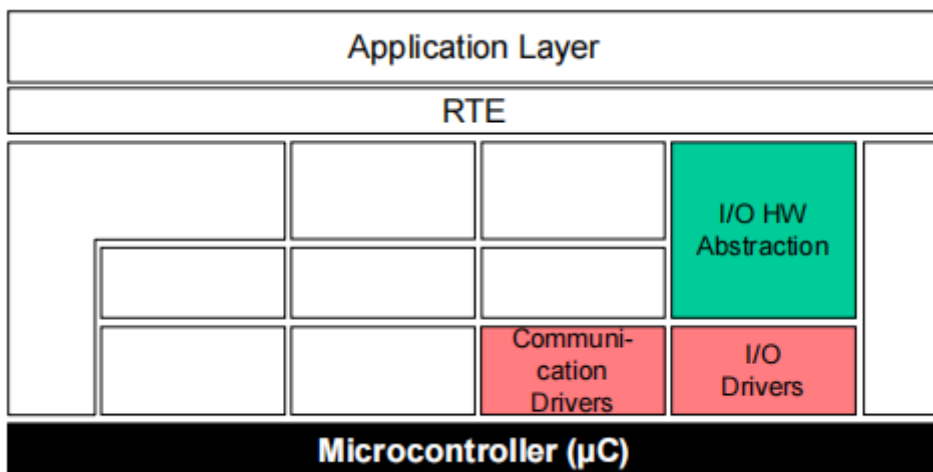 Application Layer
RTE
I/O HW
Abstraction
Communi-
cation
Drivers
I/O
Drivers
Microcontroller (µC)